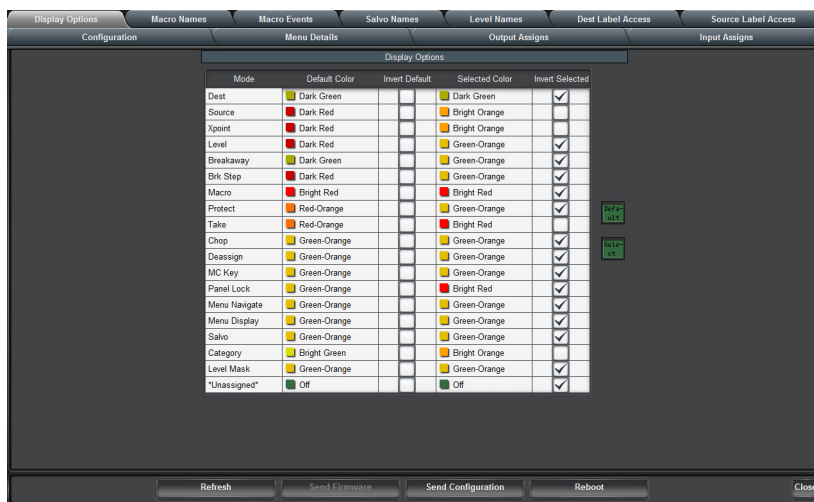 Display Options Macro Names Macro Events Salvo Names Level Names Dest Label Access Source Label Access
Configuration Menu Details Output Assigns Input Assigns
Display Options
Mode Default Color Invert Default Selected Color Invert Selected
Dest Dark Green Dark Green
Source Dark Red Bright Orange
Xpoint Dark Red Bright Orange
Level Dark Red Green-Orange
Breakaway Dark Green Green-Orange
Brk Step Dark Red Green-Orange
Macro Bright Red Bright Red
Protect Red-Orange Green-Orange
Take Red-Orange Bright Red
Chop Green-Orange Green-Orange
Deassign Green-Orange Green-Orange
MC Key Green-Orange Green-Orange
Panel Lock Green-Orange Bright Red
Menu Navigate Green-Orange Green-Orange
Menu Display Green-Orange Green-Orange
Salvo Green-Orange Green-Orange
Category Bright Green Bright Orange
Level Mask Green-Orange Green-Orange
*Unassigned* Off Off
Defa-
ult
Sele-
ct
Refresh Send Firmware Send Configuration Reboot Close